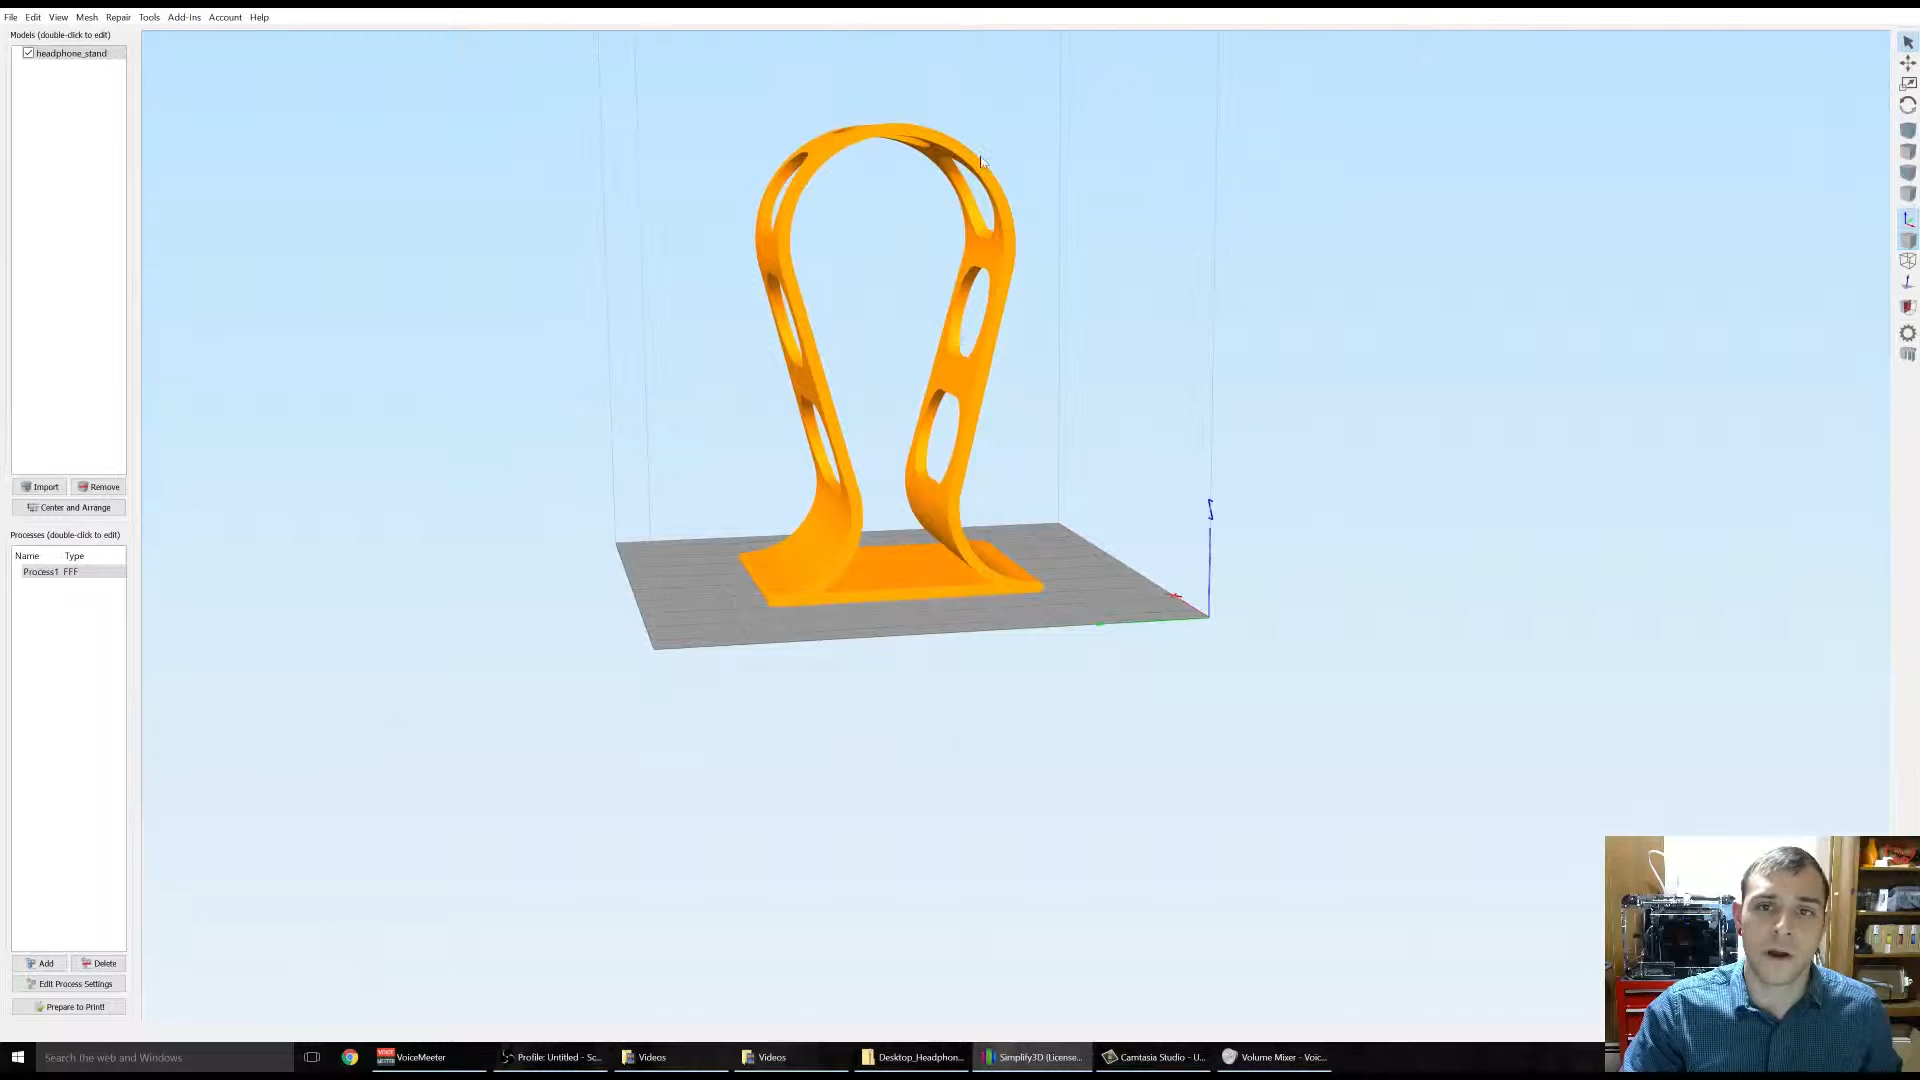 File Edit View Mesh Repair Tools Add-Ins Account Help
Models (double-click to edit)
headphone_stand
Import Remove
Center and Arrange
Processes (double-click to edit)
Name Type
Process1 FFF
Add Delete
Edit Process Settings
Prepare to Print!
Search the web and Windows
VoiceMeeter
Profile: Untitled - Sc...
Videos
Videos
Desktop_Headphon...
Simplify3D (License...
Camtasia Studio - U...
Volume Mixer - Voic...